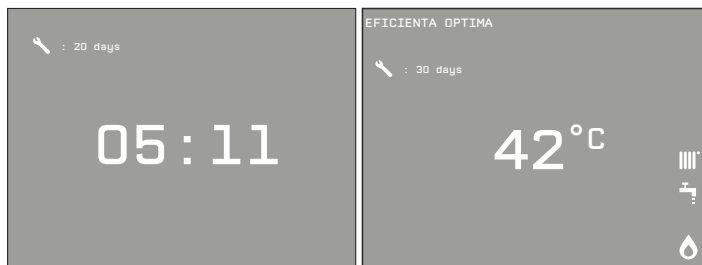 : 20 days
05:11
EFICIENTA OPTIMA
: 30 days
42°C